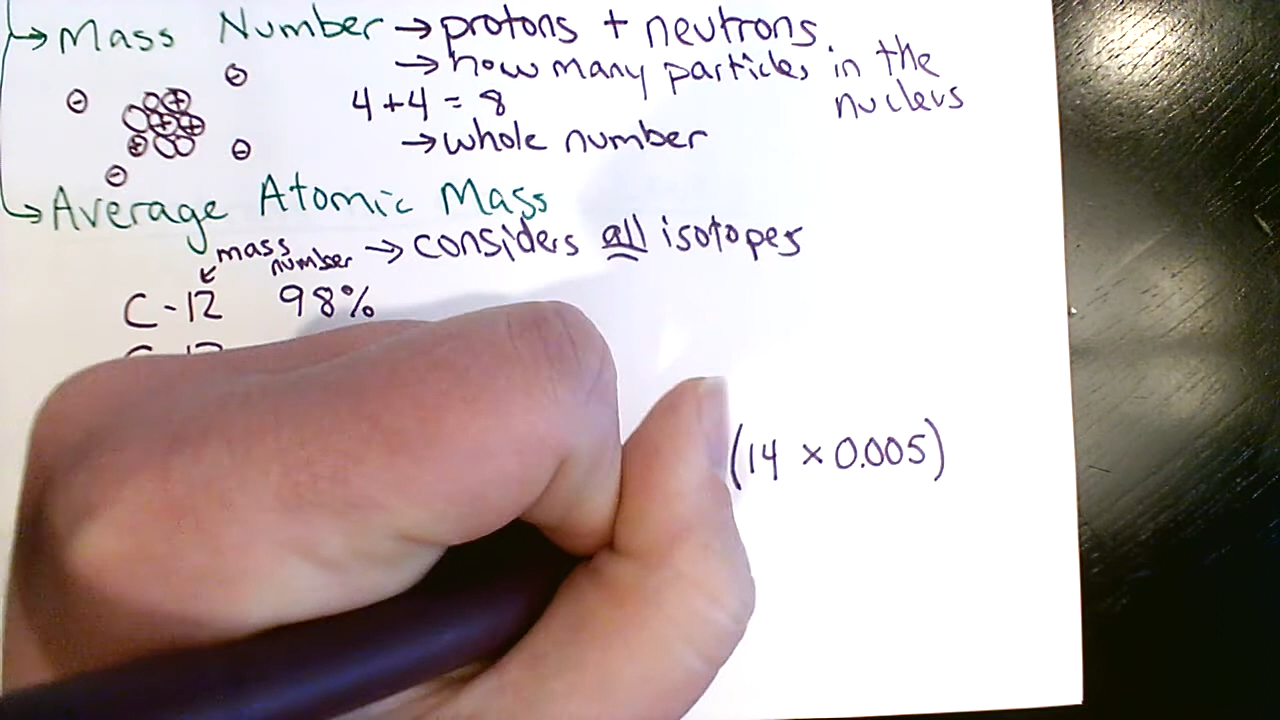 → Mass Number → protons + neutrons
→ how many particles in the nucleus
4 + 4 = 8
→ whole number
→ Average Atomic Mass
mass number → considers all isotopes
C-12 98%
(14 × 0.005)